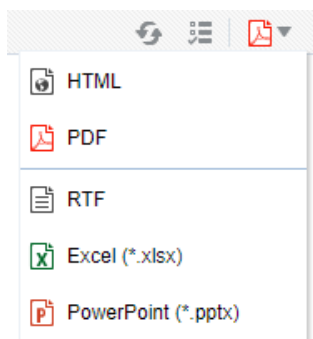 HTML
PDF
RTF
Excel (*.xlsx)
PowerPoint (*.pptx)